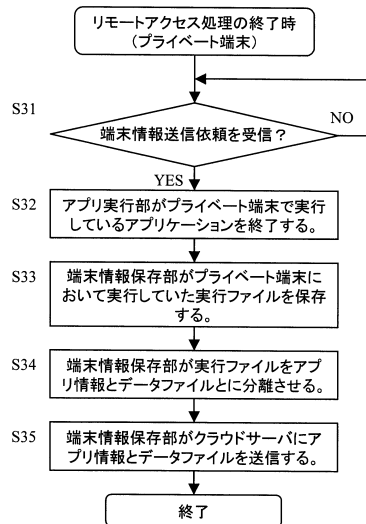 リモートアクセス処理の終了時
(プライベート端末)
S31
端末情報送信依頼を受信？
NO
YES
S32
アプリ実行部がプライベート端末で実行
しているアプリケーションを終了する。
S33
端末情報保存部がプライベート端末に
おいて実行していた実行ファイルを保存
する。
S34
端末情報保存部が実行ファイルをアプ
リ情報とデータファイルとに分離させる。
S35
端末情報保存部がクラウドサーバにア
プリ情報とデータファイルを送信する。
終了